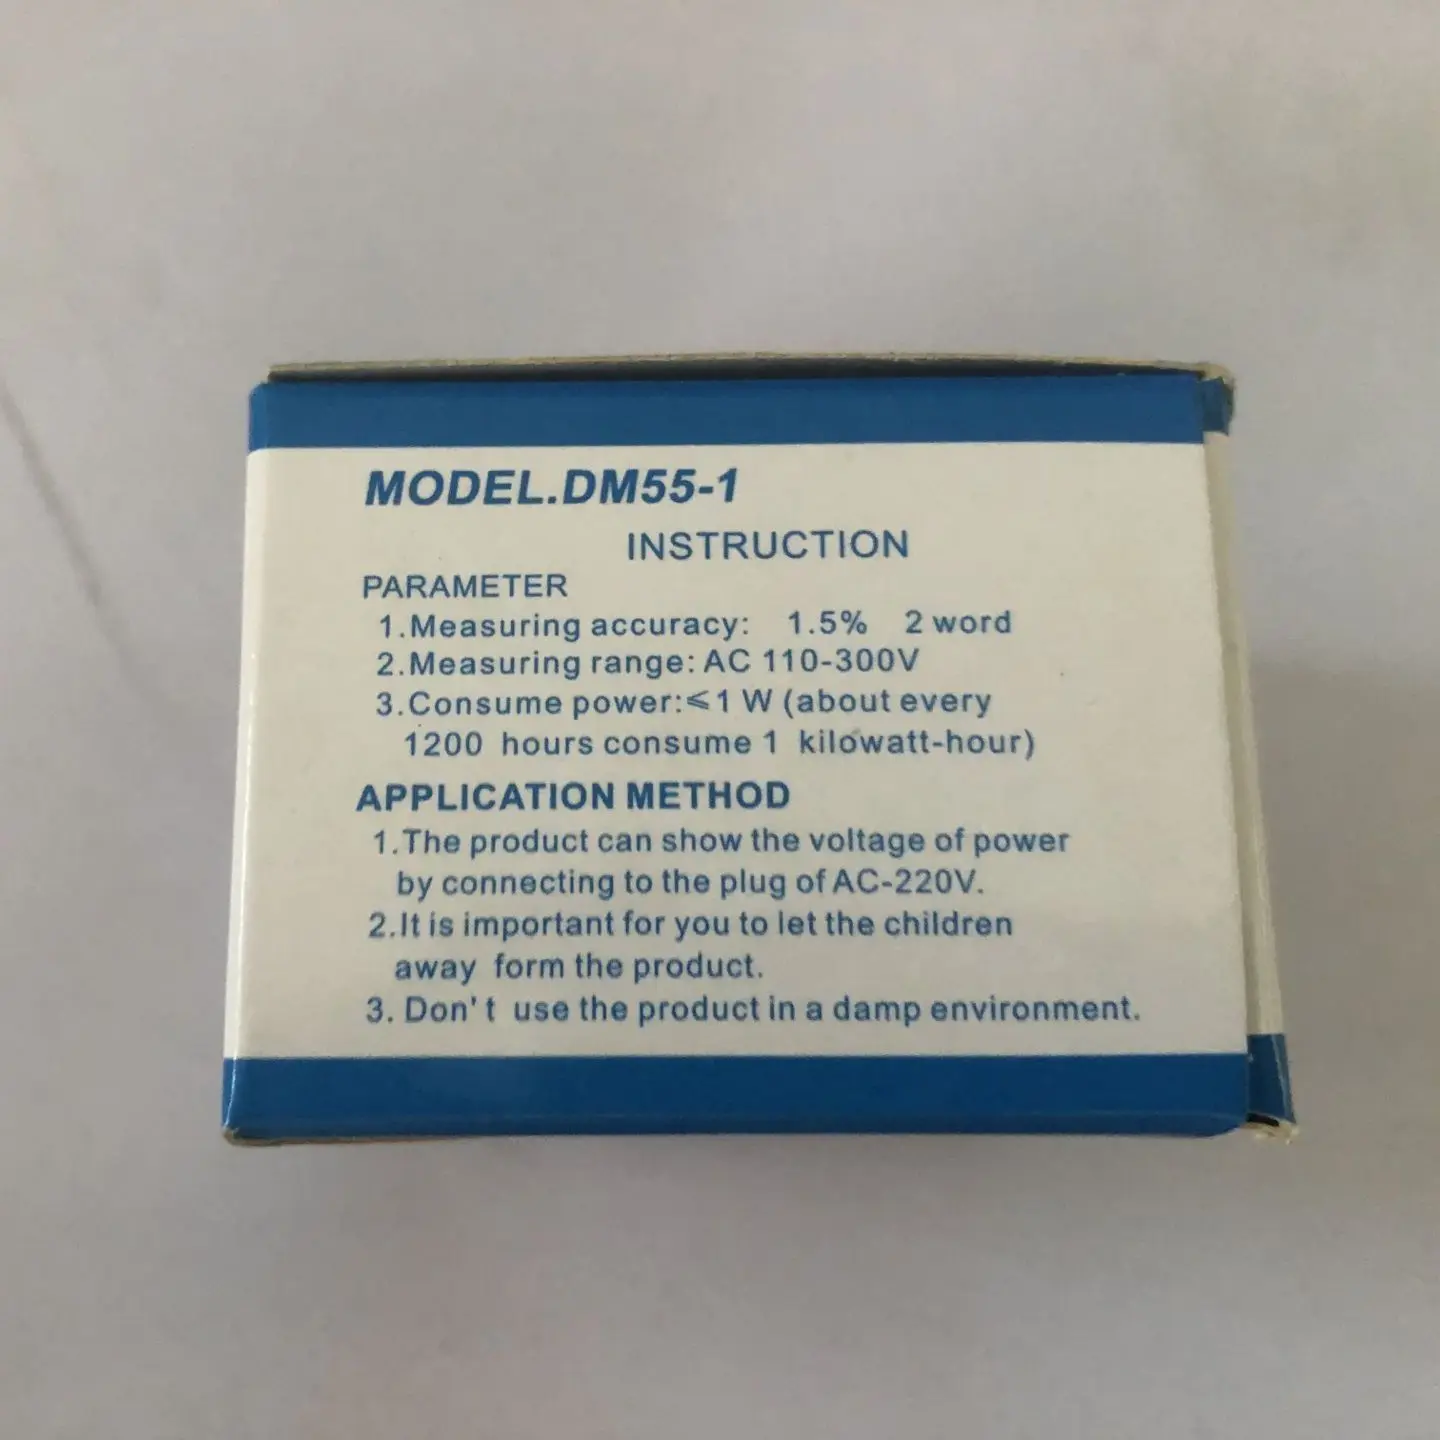 MODEL.DM55-1
INSTRUCTION
PARAMETER
1.Measuring accuracy: 1.5% 2 word
2.Measuring range: AC 110-300V
3.Consume power:≤1 W (about every
1200 hours consume 1 kilowatt-hour)
APPLICATION METHOD
1.The product can show the voltage of power
by connecting to the plug of AC-220V.
2.It is important for you to let the children
away form the product.
3. Don't use the product in a damp environment.